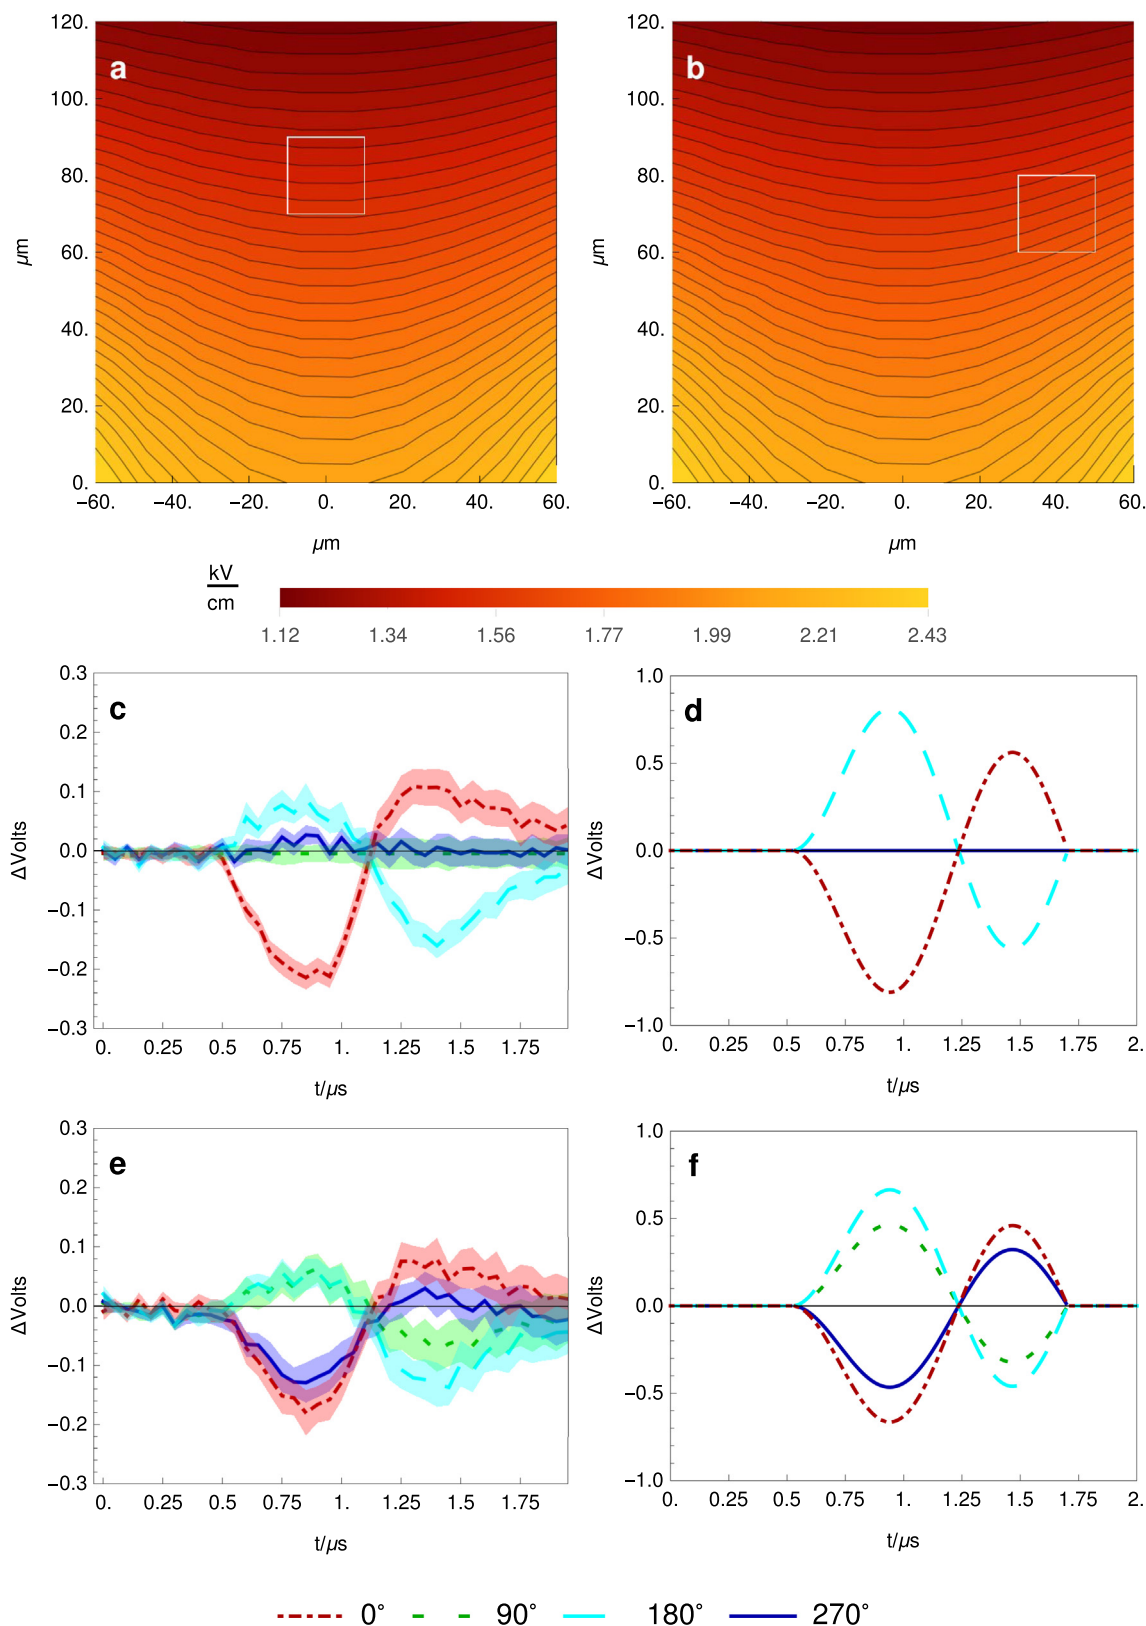 120. a 120. b
100. 100.
80. 80.
µm 60. µm 60.
40. 40.
20. 20.
0. 0.
−60. −40. −20. 0. 20. 40. 60. −60. −40. −20. 0. 20. 40. 60.
µm µm
kV
cm
1.12 1.34 1.56 1.77 1.99 2.21 2.43
0.3 c 1.0 d
0.2
0.1 0.5
ΔVolts 0.0 ΔVolts 0.0
−0.1 −0.5
−0.2
−0.3 −1.0
0. 0.25 0.5 0.75 1. 1.25 1.5 1.75 0. 0.25 0.5 0.75 1. 1.25 1.5 1.75 2.
t/µs t/µs
0.3 e 1.0 f
0.2
0.1 0.5
ΔVolts 0.0 ΔVolts 0.0
−0.1 −0.5
−0.2
−0.3 −1.0
0. 0.25 0.5 0.75 1. 1.25 1.5 1.75 0. 0.25 0.5 0.75 1. 1.25 1.5 1.75 2.
t/µs t/µs
0° 90° 180° 270°